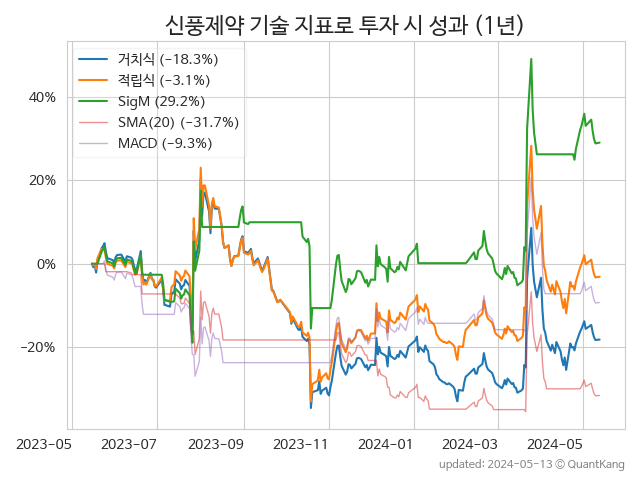 신풍제약 기술 지표로 투자 시 성과 (1년)
거치식 (−18.3%)
적립식 (−3.1%)
SigM (29.2%)
SMA(20) (−31.7%)
MACD (−9.3%)
40%
20%
0%
−20%
2023-05 2023-07 2023-09 2023-11 2024-01 2024-03 2024-05
updated: 2024-05-13 © QuantKang